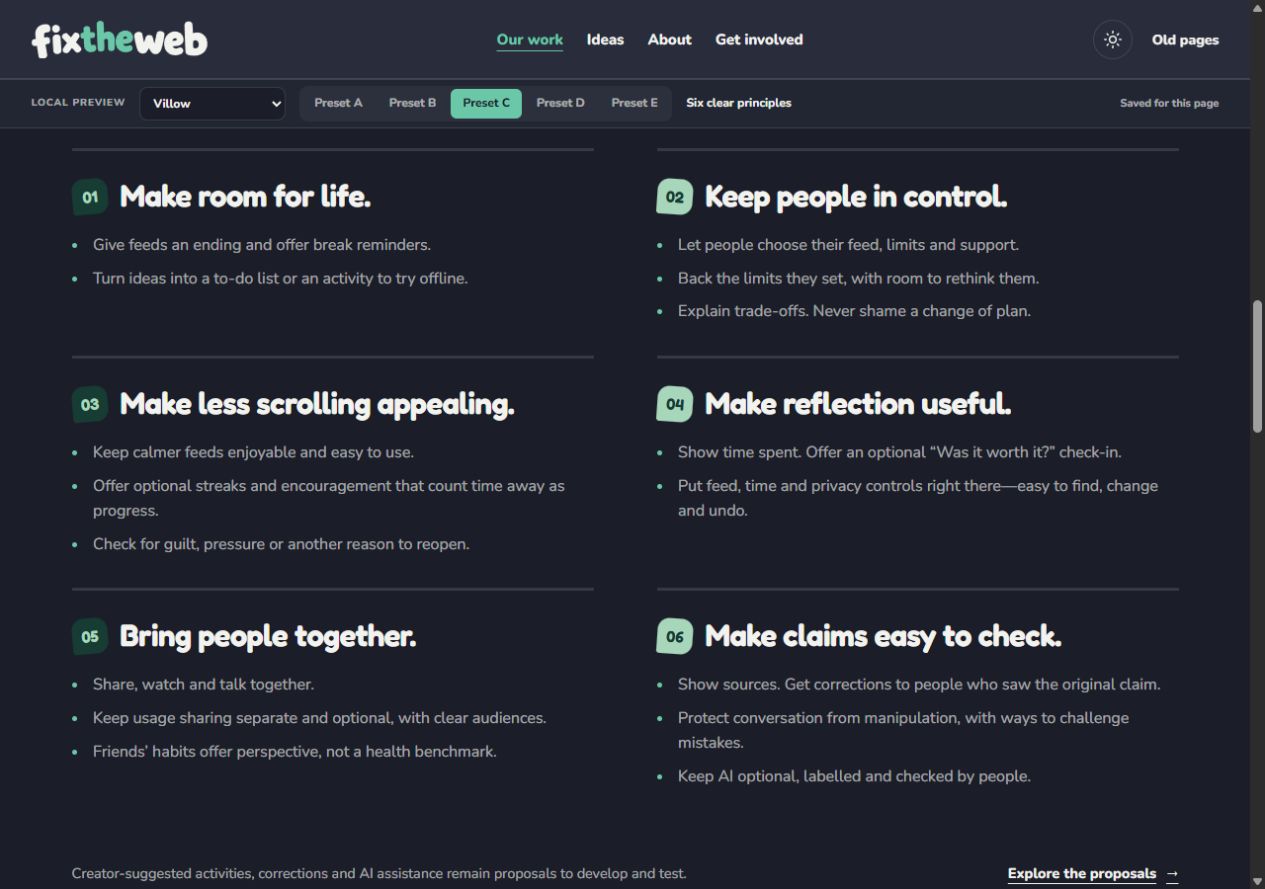 fixtheweb
Our work
Ideas
About
Get involved
Old pages
LOCAL PREVIEW
Villow
Preset A
Preset B
Preset C
Preset D
Preset E
Six clear principles
Saved for this page
01
Make room for life.
Give feeds an ending and offer break reminders.
Turn ideas into a to-do list or an activity to try offline.
02
Keep people in control.
Let people choose their feed, limits and support.
Back the limits they set, with room to rethink them.
Explain trade-offs. Never shame a change of plan.
03
Make less scrolling appealing.
Keep calmer feeds enjoyable and easy to use.
Offer optional streaks and encouragement that count time away as
progress.
Check for guilt, pressure or another reason to reopen.
04
Make reflection useful.
Show time spent. Offer an optional “Was it worth it?” check-in.
Put feed, time and privacy controls right there—easy to find, change
and undo.
05
Bring people together.
Share, watch and talk together.
Keep usage sharing separate and optional, with clear audiences.
Friends’ habits offer perspective, not a health benchmark.
06
Make claims easy to check.
Show sources. Get corrections to people who saw the original claim.
Protect conversation from manipulation, with ways to challenge
mistakes.
Keep AI optional, labelled and checked by people.
Creator-suggested activities, corrections and AI assistance remain proposals to develop and test.
Explore the proposals →